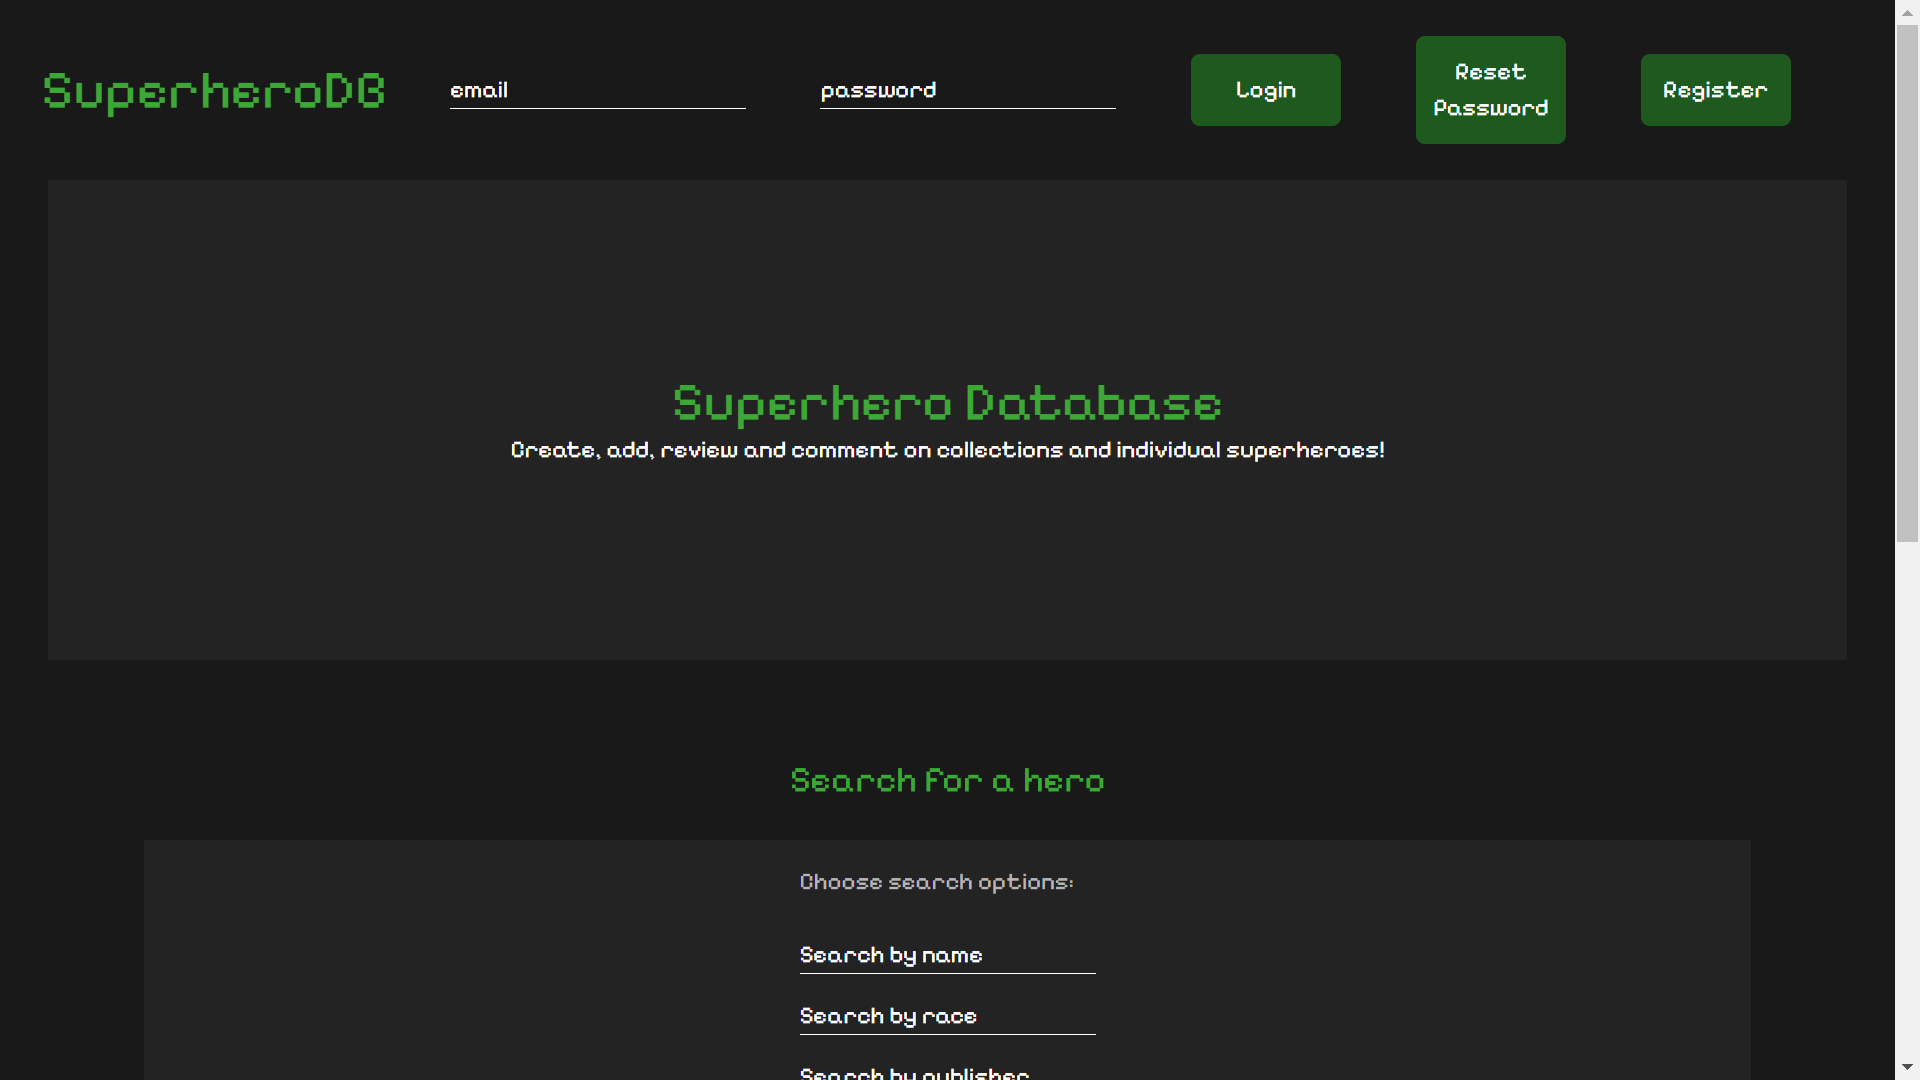 SuperheroDB
email
password
Login
Reset
Password
Register
Superhero Database
Create, add, review and comment on collections and individual superheroes!
Search for a hero
Choose search options:
Search by name
Search by race
Search by publisher